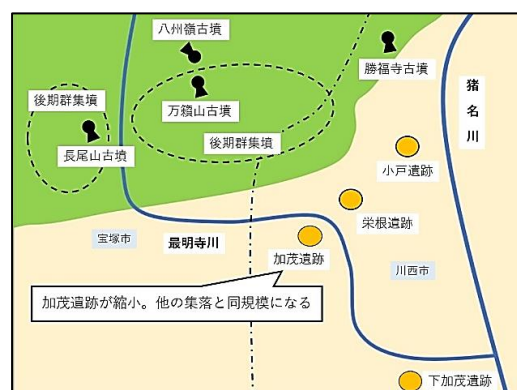 八州嶺古墳
勝福寺古墳
猪名川
後期群集墳
万籟山古墳
後期群集墳
長尾山古墳
小戸遺跡
栄根遺跡
宝塚市
最明寺川
加茂遺跡
川西市
加茂遺跡が縮小。他の集落と同規模になる
下加茂遺跡